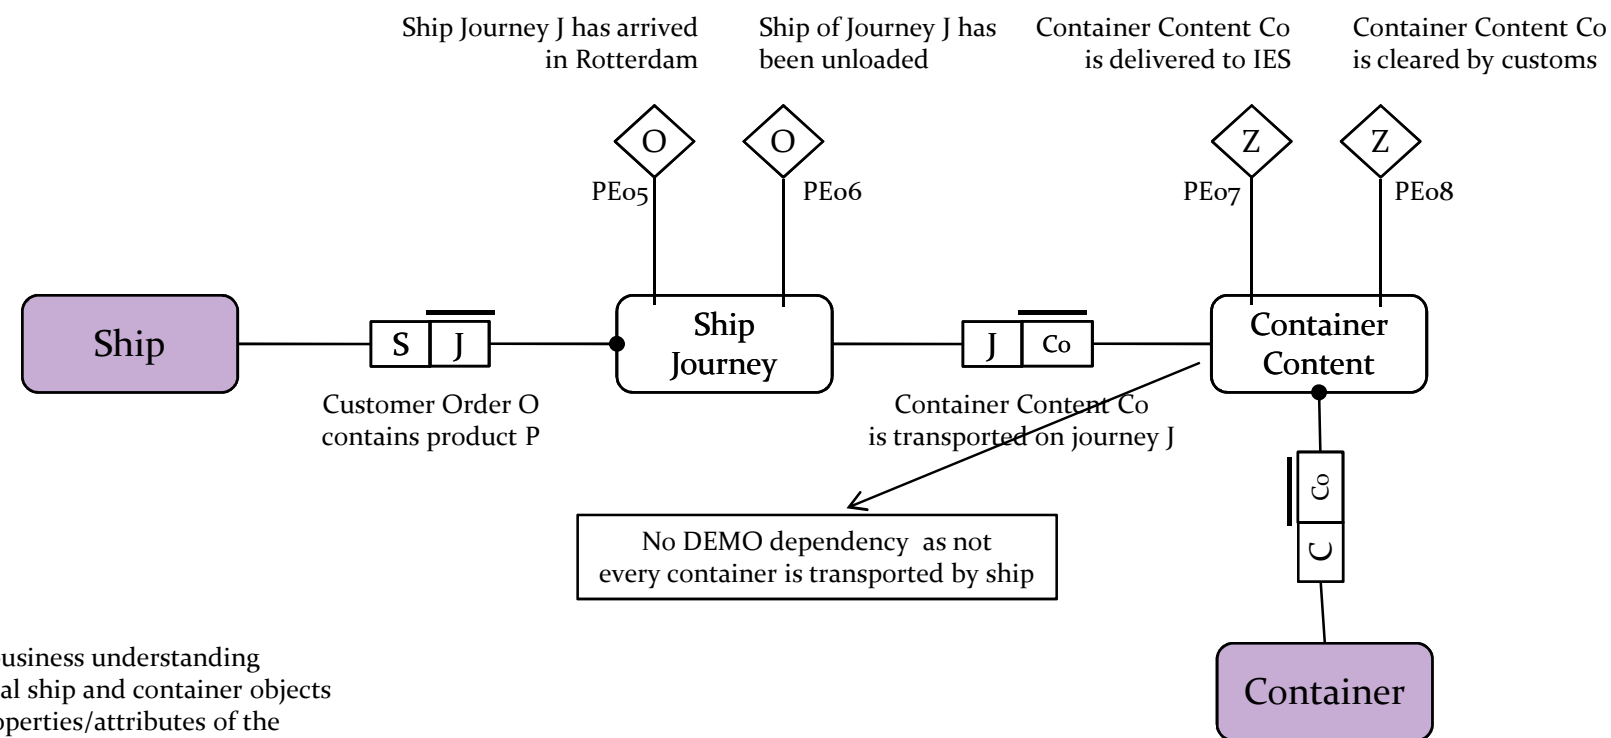 Ship Journey J has arrived
in Rotterdam
Ship of Journey J has
been unloaded
Container Content Co
is delivered to IES
Container Content Co
is cleared by customs
O
O
Z
Z
PE05
PE06
PE07
PE08
Ship
S
J
Ship
Journey
J
Co
Container
Content
Customer Order O
contains product P
Container Content Co
is transported on journey J
Co
C
No DEMO dependency as not
every container is transported by ship
Container
usiness understanding
al ship and container objects
operties/attributes of the